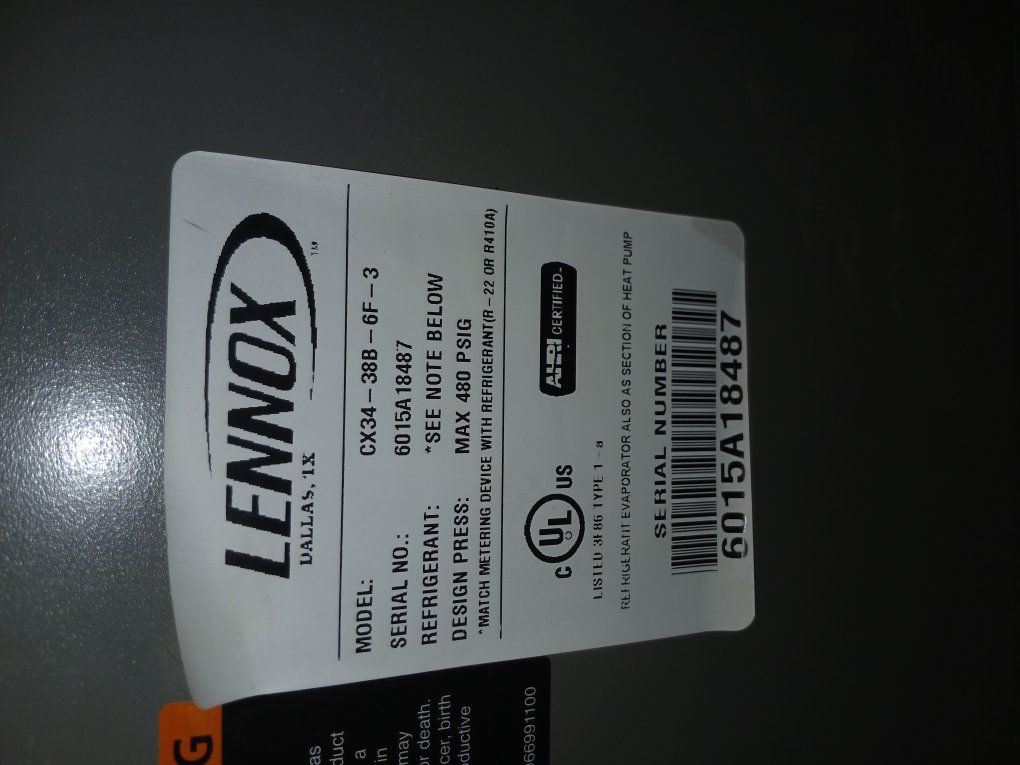 LENNOX
TM
DALLAS, TX
MODEL: CX34-38B-6F-3
SERIAL NO.: 6015A18487
REFRIGERANT: *SEE NOTE BELOW
DESIGN PRESS: MAX 480 PSIG
*MATCH METERING DEVICE WITH REFRIGERANT(R-22 OR R410A)
C UL US
AHRI CERTIFIED
LISTED 3F86 TYPE 1-a
REFRIGERANT EVAPORATOR ALSO AS SECTION OF HEAT PUMP
SERIAL NUMBER
6015A18487
G
as
duct
a
in
may
or death.
cer, birth
ductive
066991100